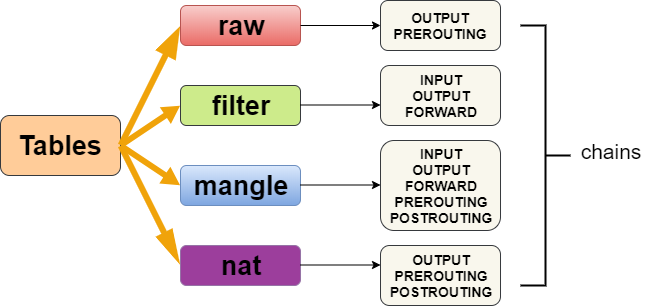 raw
OUTPUT
PREROUTING
filter
INPUT
OUTPUT
FORWARD
Tables
chains
mangle
INPUT
OUTPUT
FORWARD
PREROUTING
POSTROUTING
nat
OUTPUT
PREROUTING
POSTROUTING